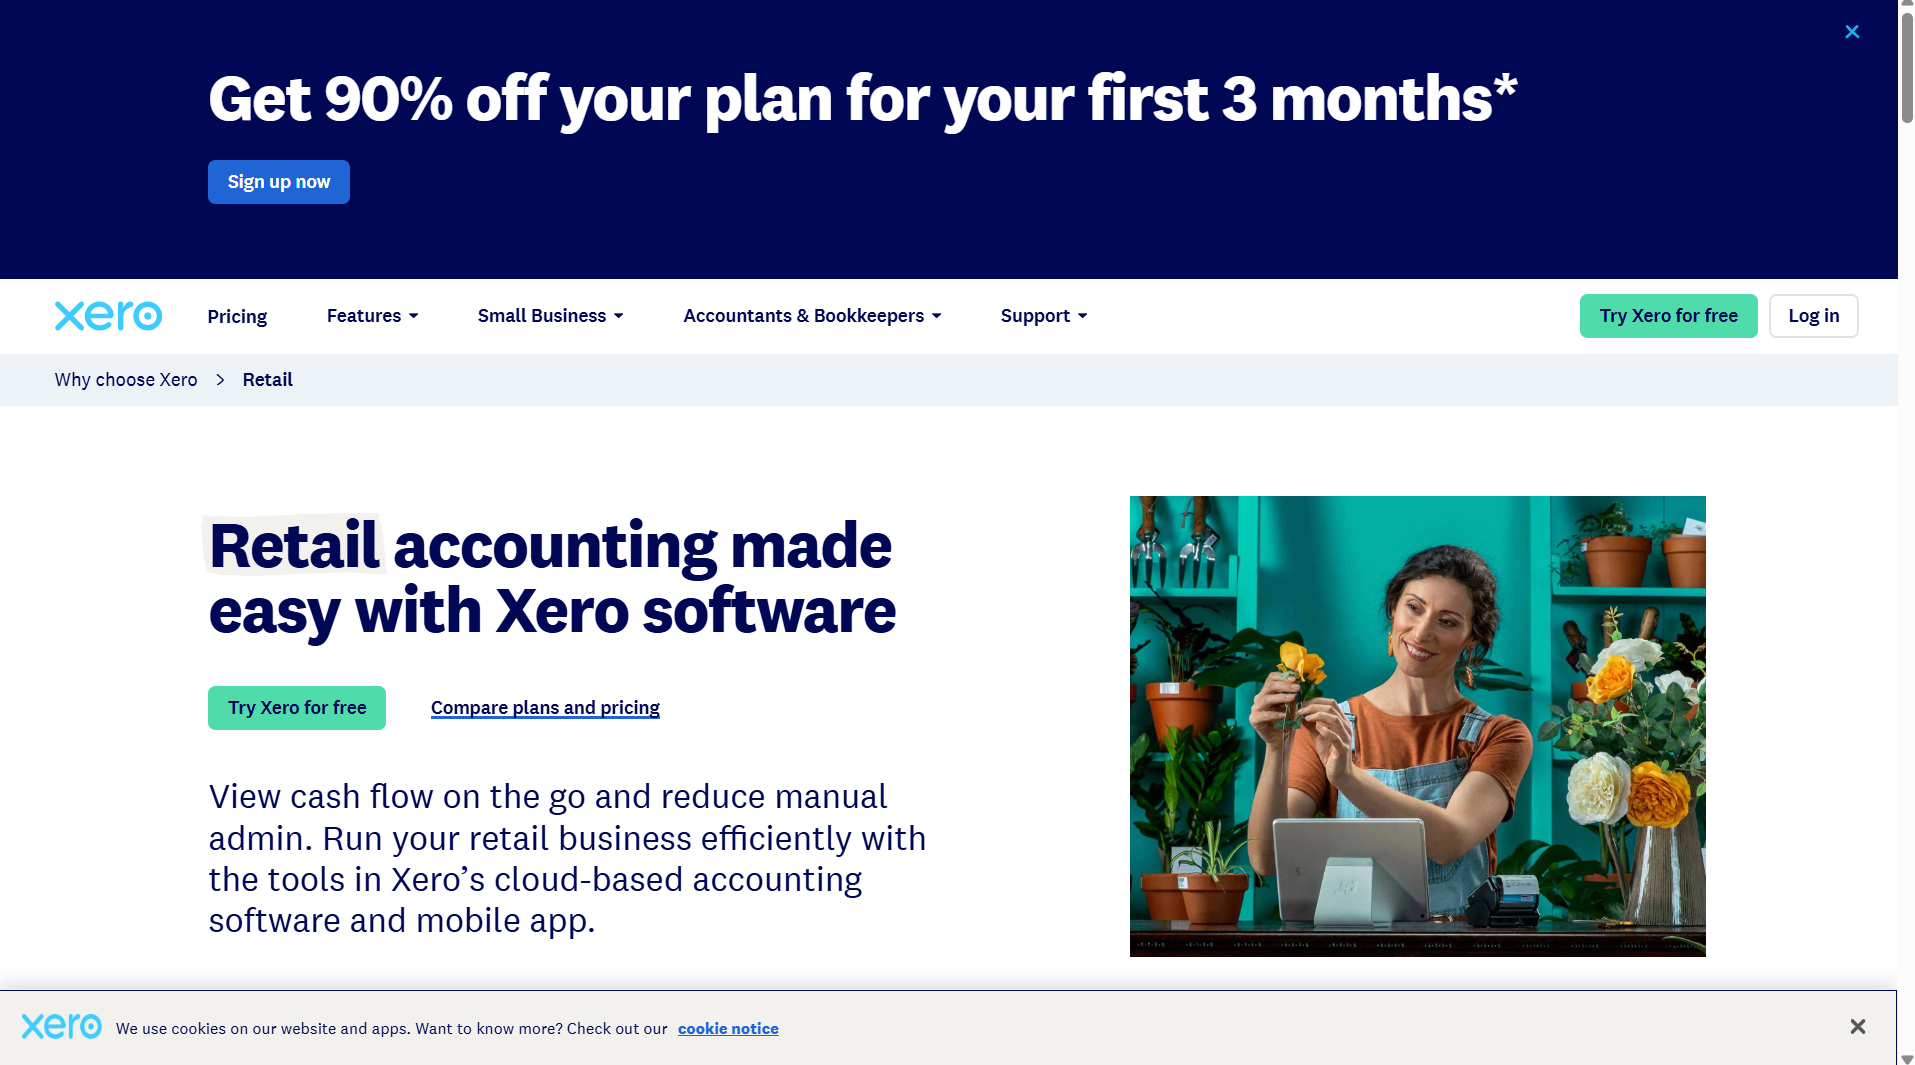 Get 90% off your plan for your first 3 months*
Sign up now
xero
Pricing
Features
Small Business
Accountants & Bookkeepers
Support
Try Xero for free
Log in
Why choose Xero
Retail
Retail accounting made
easy with Xero software
Try Xero for free
Compare plans and pricing
View cash flow on the go and reduce manual
admin. Run your retail business efficiently with
the tools in Xero’s cloud-based accounting
software and mobile app.
xero
We use cookies on our website and apps. Want to know more? Check out our cookie notice